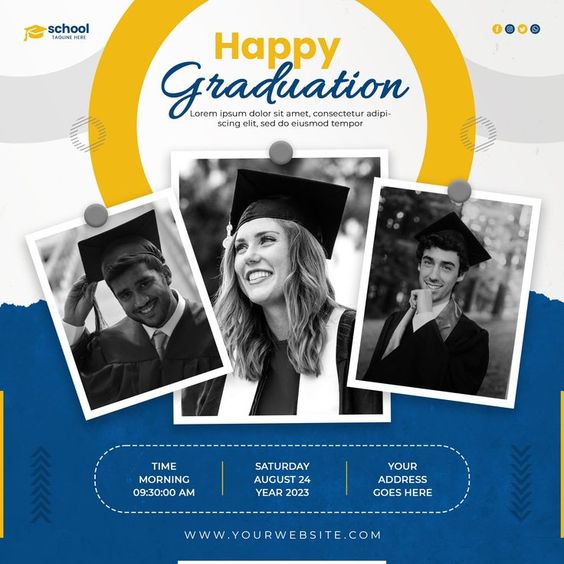 school
TAGLINE HERE
Happy
Graduation
Lorem ipsum dolor sit amet, consectetur adipi-
scing elit, sed do eiusmod tempor
TIME
MORNING
09:30:00 AM
SATURDAY
AUGUST 24
YEAR 2023
YOUR
ADDRESS
GOES HERE
WWW.YOURWEBSITE.COM